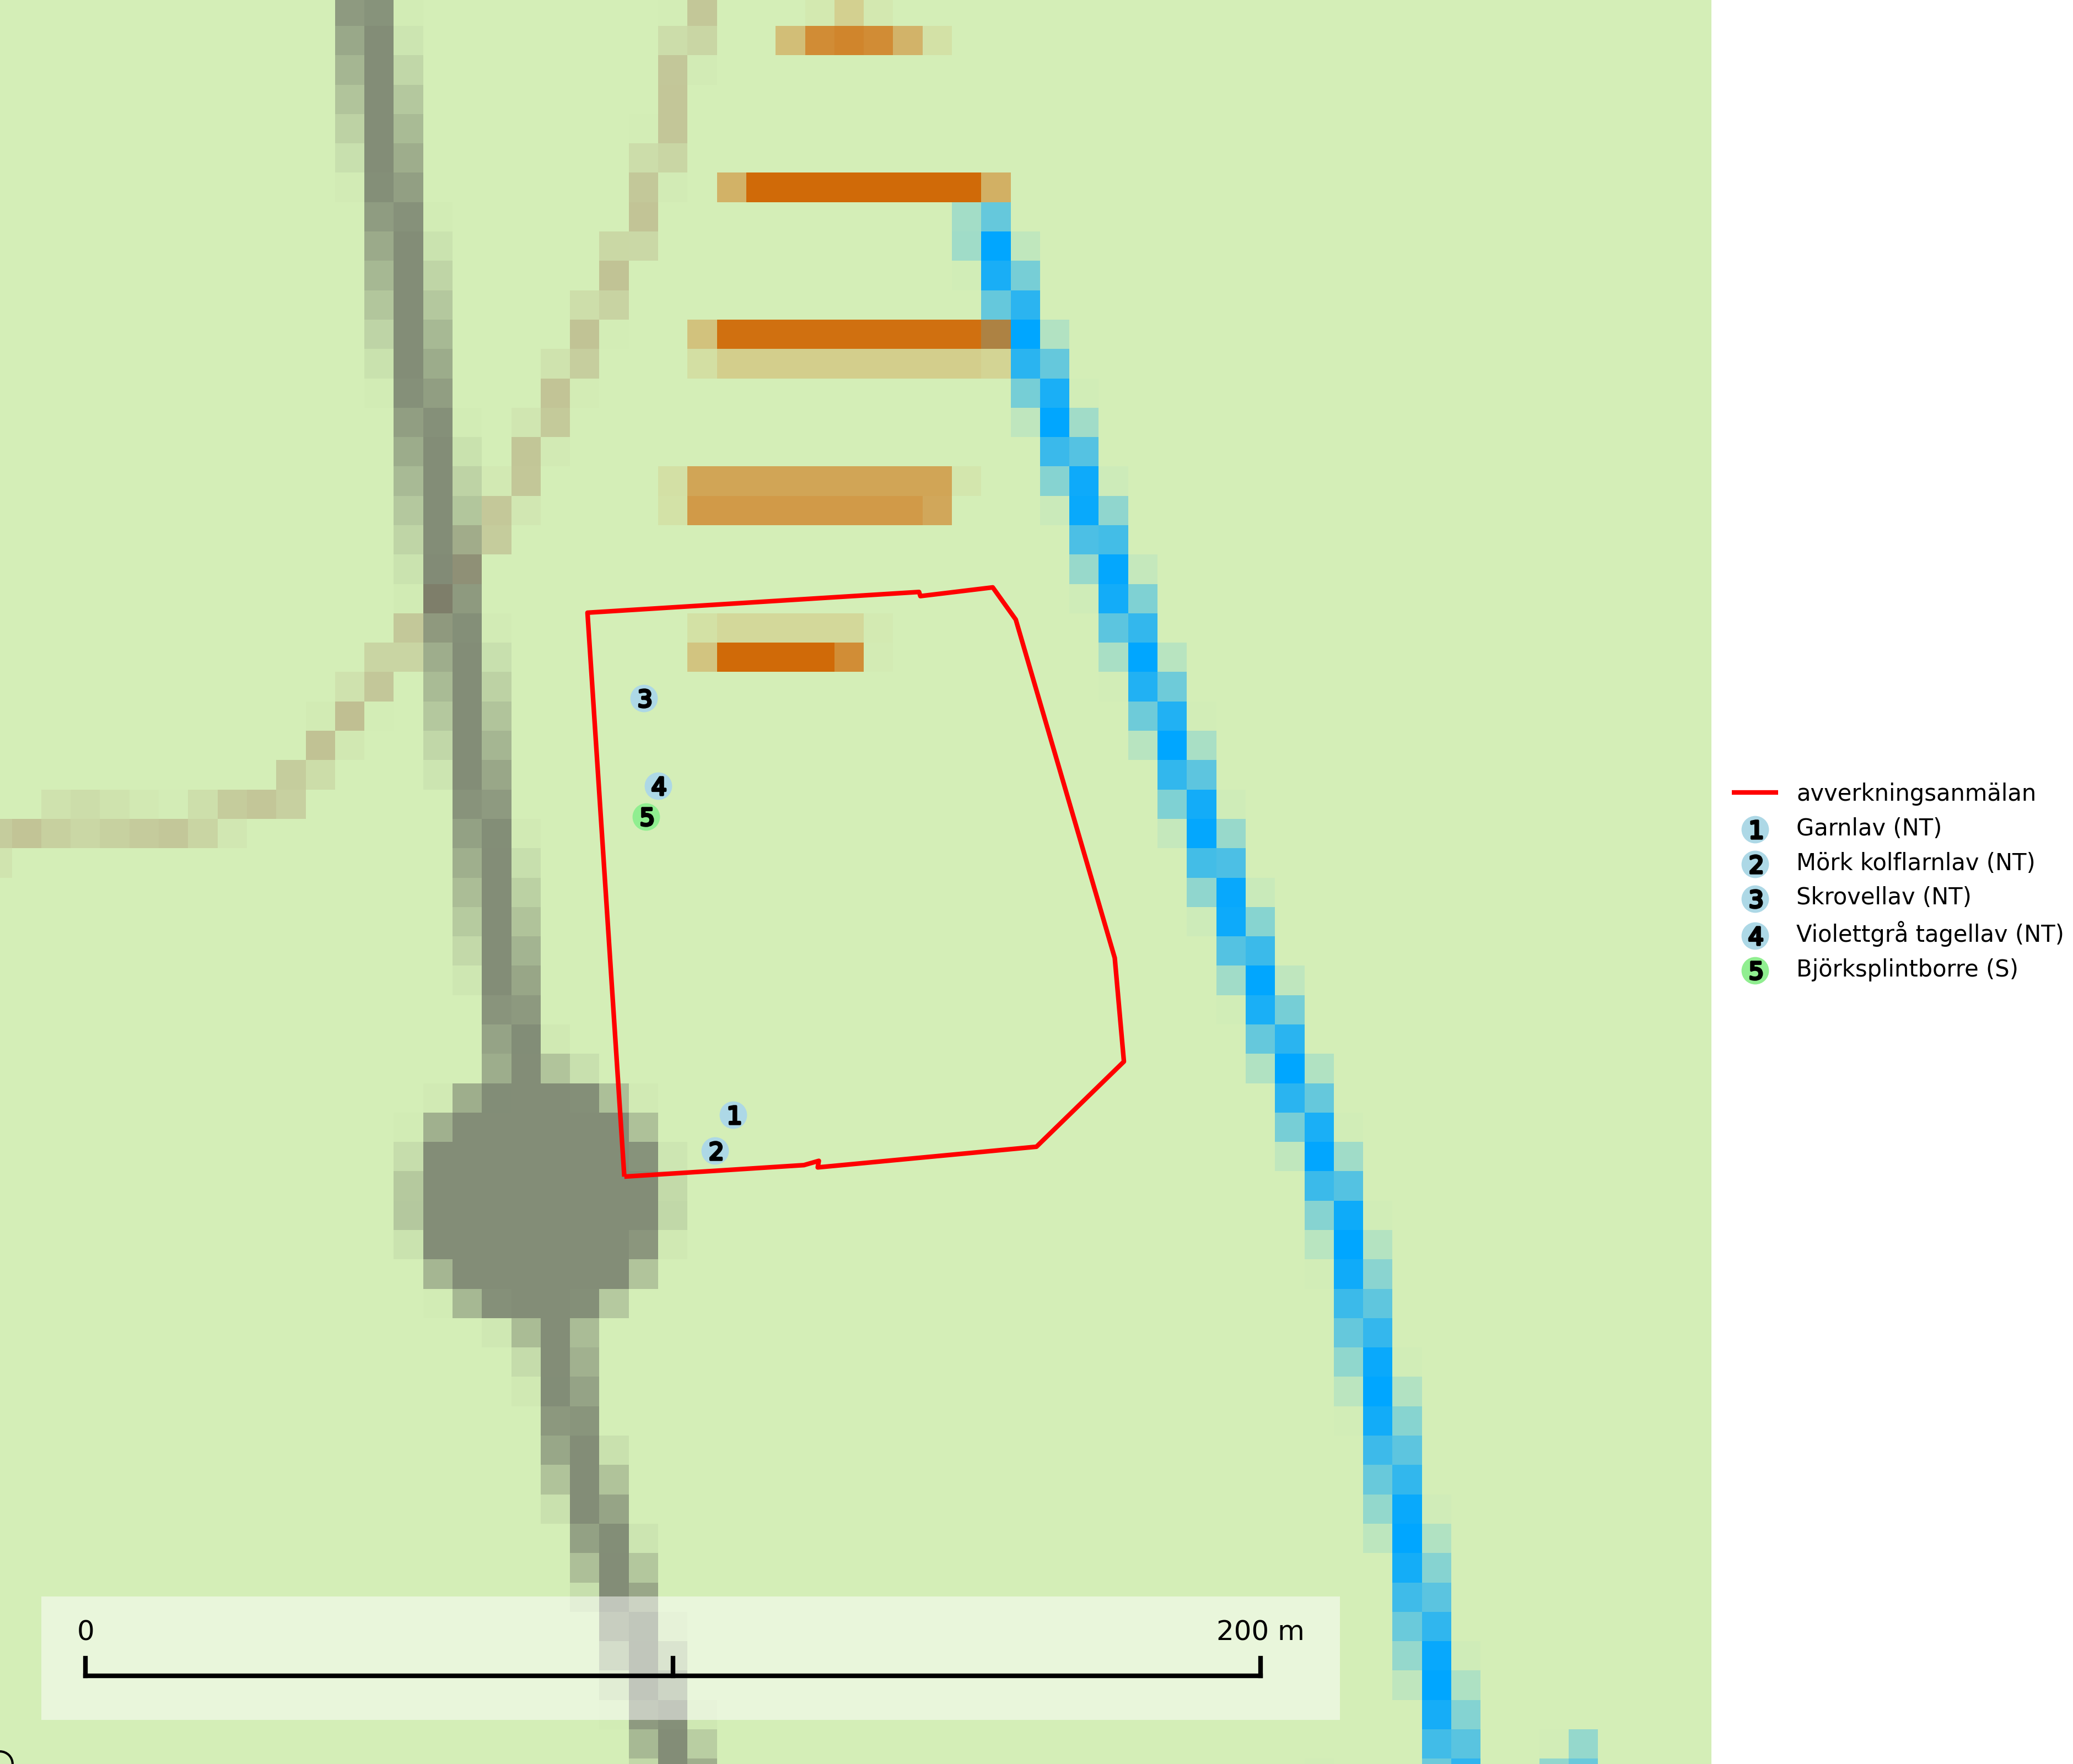 3
4
5
1
2
0 200 m
avverkningsanmälan
1 Garnlav (NT)
2 Mörk kolflarnlav (NT)
3 Skrovellav (NT)
4 Violettgrå tagellav (NT)
5 Björksplintborre (S)